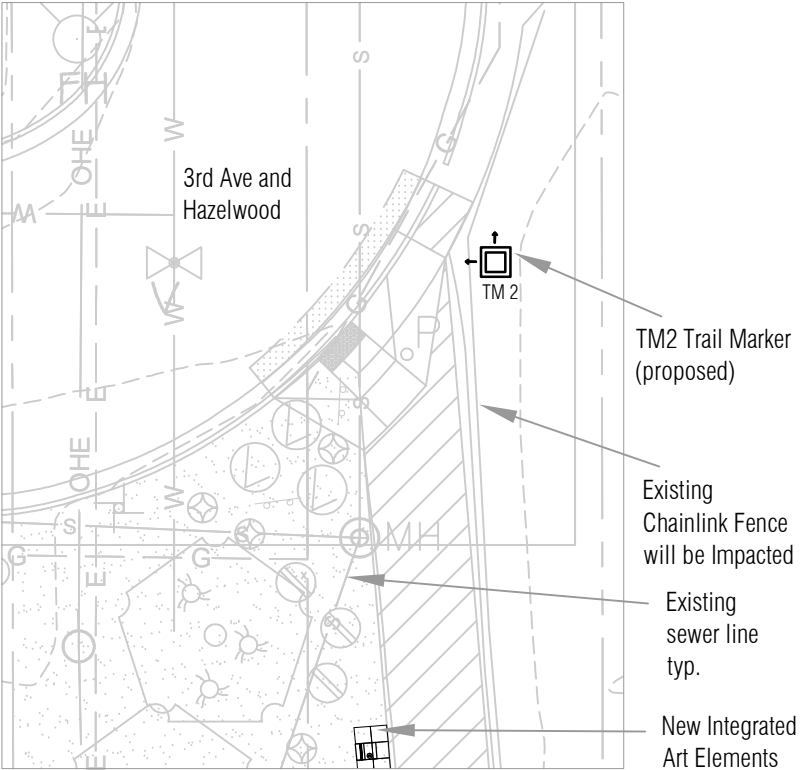 FH
OHE
E
W
S
G
3rd Ave and
Hazelwood
W
S
E
TM 2
W
G
TM2 Trail Marker
(proposed)
P
E
S
OHE
W
Existing
Chainlink Fence
will be Impacted
S
S
MH
G
G
E
Existing
sewer line
typ.
S
New Integrated
Art Elements
E